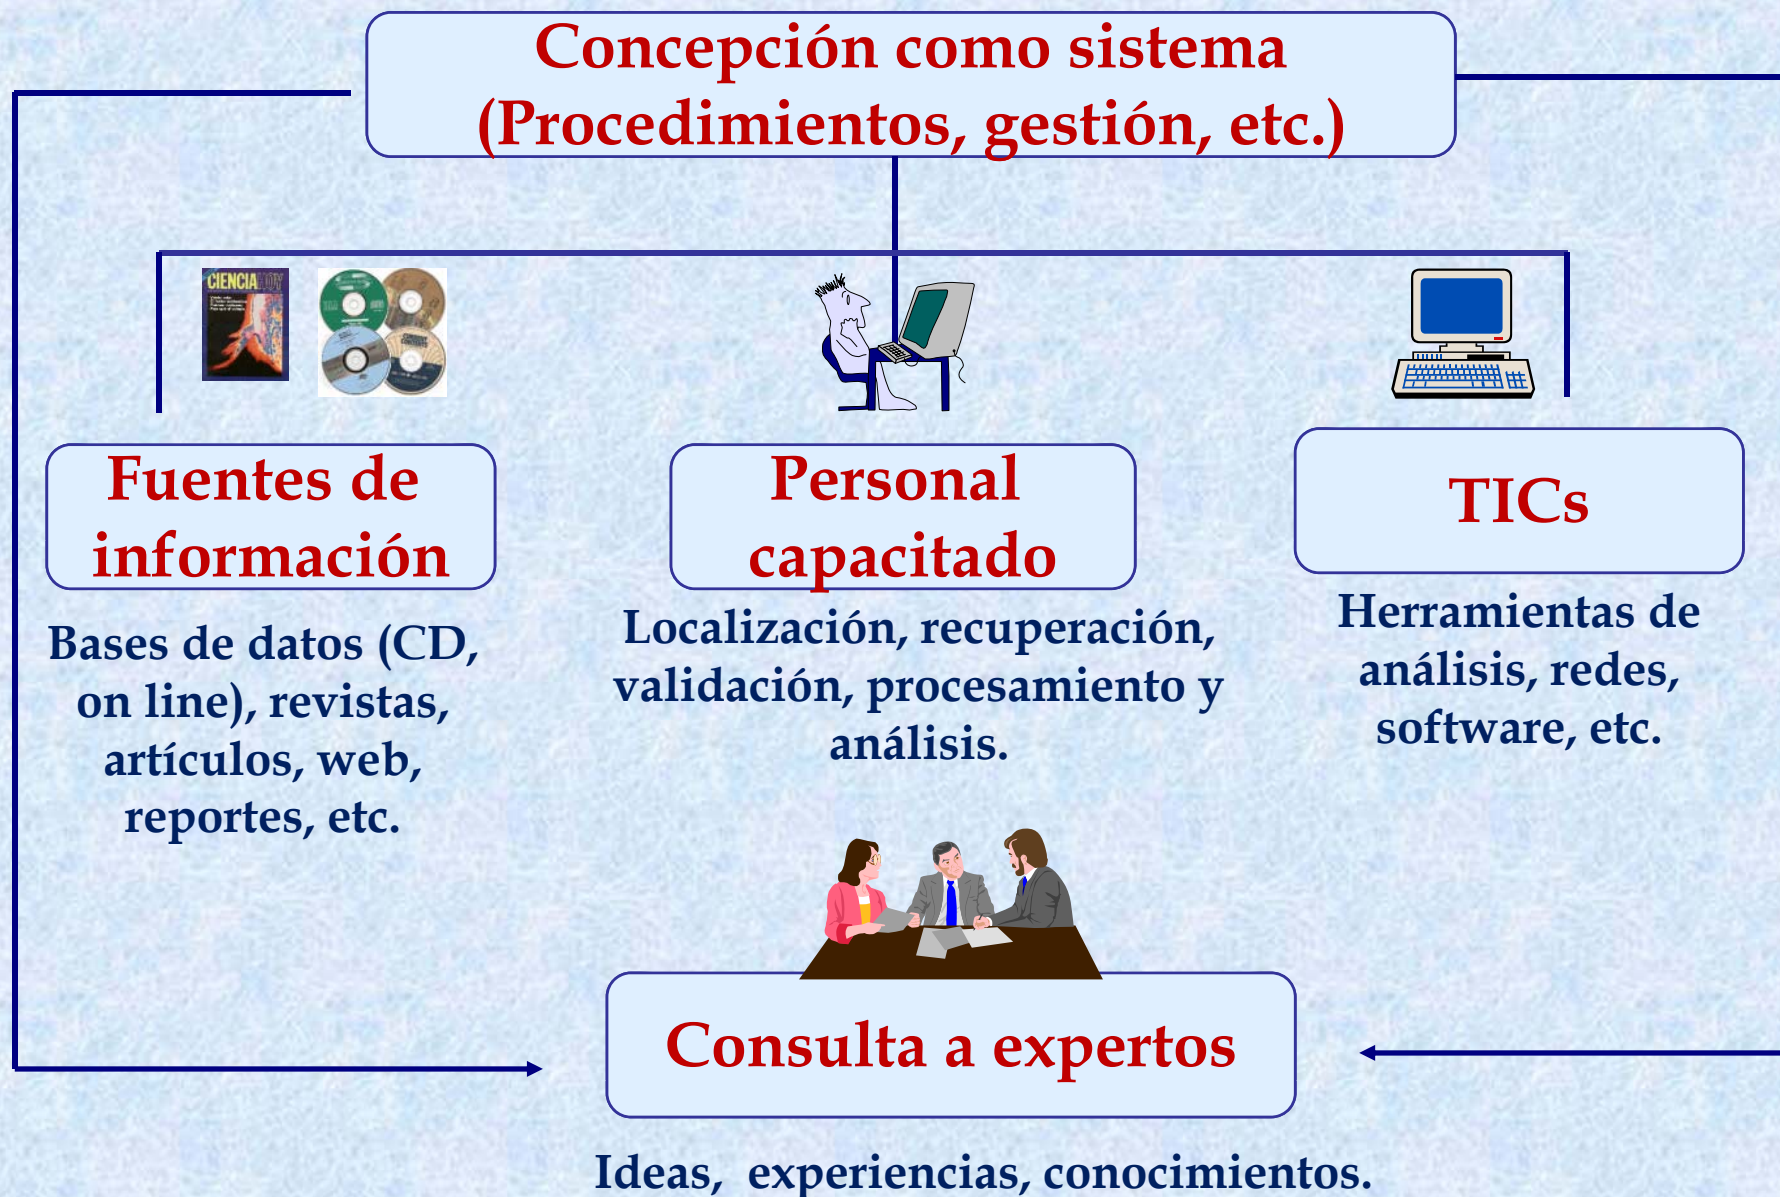 Concepción como sistema
(Procedimientos, gestión, etc.)
CIENCIA HOY
Fuentes de
información
Bases de datos (CD,
on line), revistas,
artículos, web,
reportes, etc.
Personal
capacitado
Localización, recuperación,
validación, procesamiento y
análisis.
TICs
Herramientas de
análisis, redes,
software, etc.
Consulta a expertos
Ideas, experiencias, conocimientos.